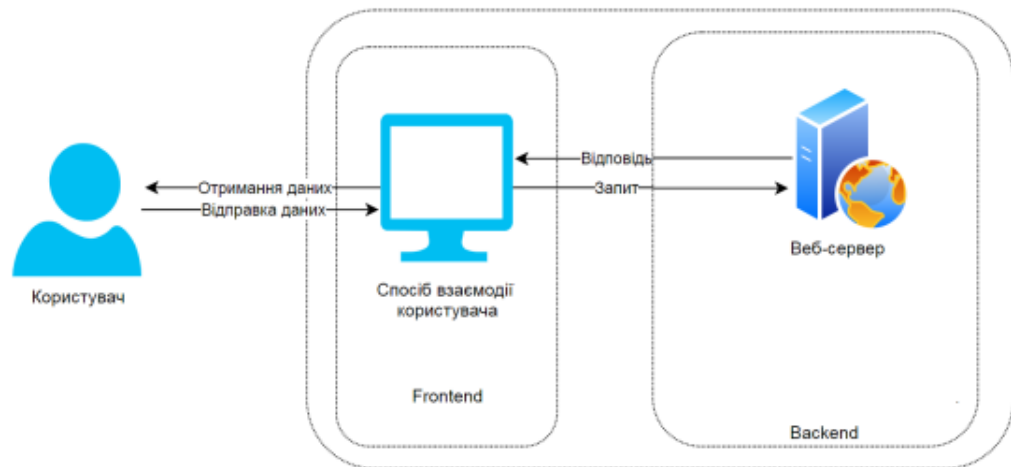 Відповідь
Отримання даних
Запит
Відправка даних
Веб-сервер
Користувач
Спосіб взаємодії
користувача
Frontend
Backend